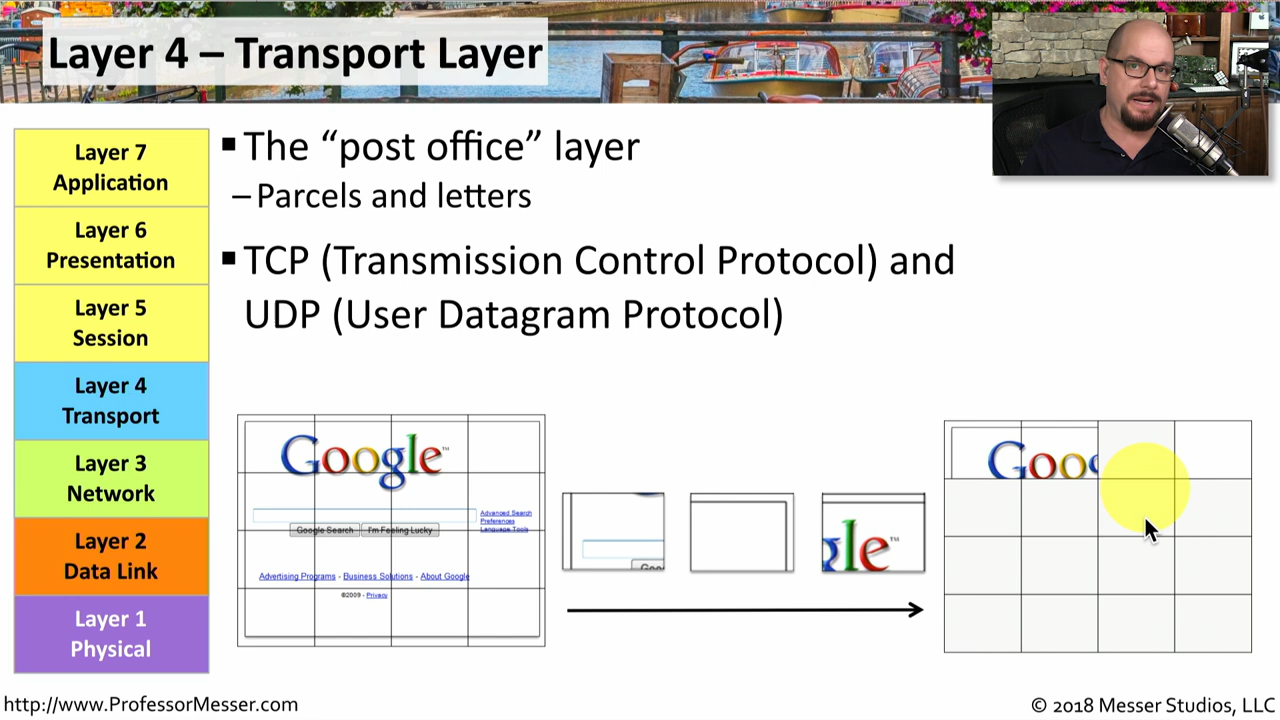 Layer 4 – Transport Layer
Layer 7
Application
Layer 6
Presentation
Layer 5
Session
Layer 4
Transport
Layer 3
Network
Layer 2
Data Link
Layer 1
Physical
▪ The “post office” layer
– Parcels and letters
▪ TCP (Transmission Control Protocol) and
UDP (User Datagram Protocol)
Google™
Advanced Search
Preferences
Language Tools
Google Search I'm Feeling Lucky
Advertising Programs - Business Solutions - About Google
©2009 - Privacy
Goo
gle™
Goog
http://www.ProfessorMesser.com
© 2018 Messer Studios, LLC